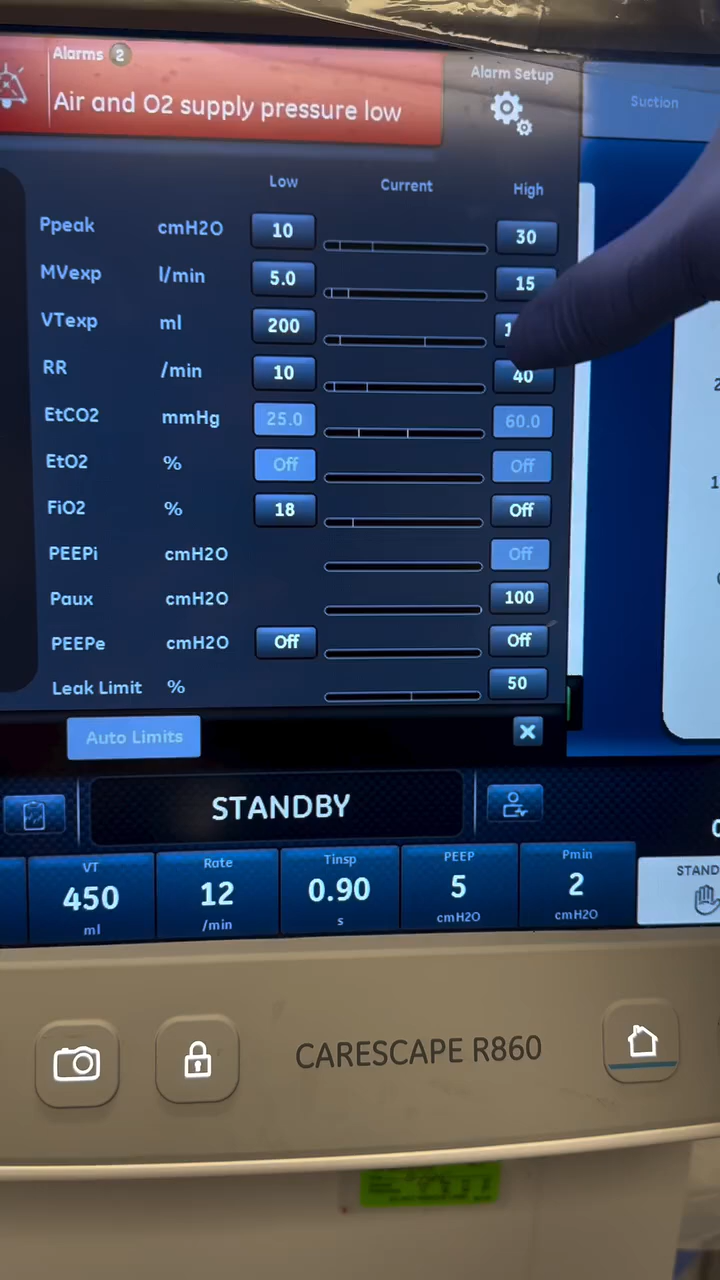 Alarms 2
Alarm Setup
Air and O2 supply pressure low
Suction
Low Current High
Ppeak cmH2O 10 30
MVexp l/min 5.0 15
VTexp ml 200
RR /min 10 40
EtCO2 mmHg 25.0 60.0
EtO2 % Off Off
FiO2 % 18 Off
PEEPi cmH2O Off
Paux cmH2O 100
PEEPe cmH2O Off Off
Leak Limit % 50
Auto Limits
STANDBY
VT Rate Tinsp PEEP Pmin
450 12 0.90 5 2
ml /min s cmH2O cmH2O
CARESCAPE R860